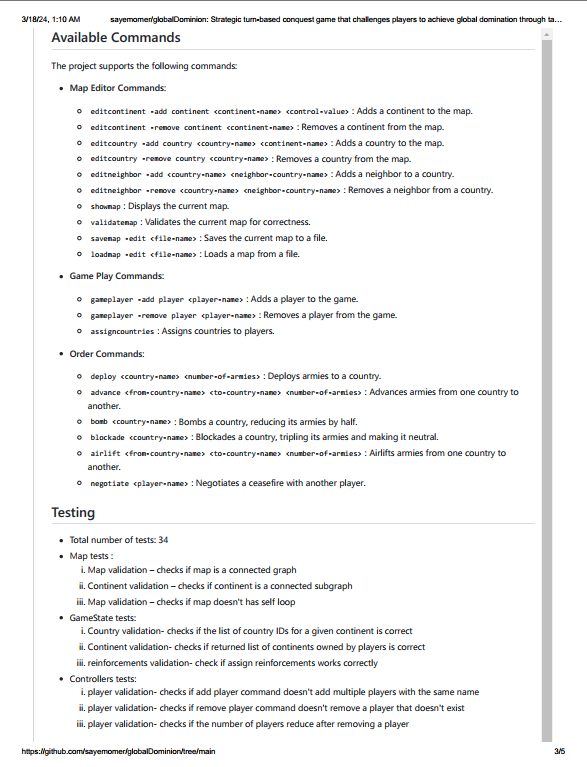 3/18/24, 1:10 AM sayemomer/globalDominion: Strategic turn-based conquest game that challenges players to achieve global domination through ta…
Available Commands
The project supports the following commands:
• Map Editor Commands:
o editcontinent -add continent <continent-name> <control-value> : Adds a continent to the map.
o editcontinent -remove continent <continent-name> : Removes a continent from the map.
o editcountry -add country <country-name> <continent-name> : Adds a country to the map.
o editcountry -remove country <country-name> : Removes a country from the map.
o editneighbor -add <country-name> <neighbor-country-name> : Adds a neighbor to a country.
o editneighbor -remove <country-name> <neighbor-country-name> : Removes a neighbor from a country.
o showmap : Displays the current map.
o validatemap : Validates the current map for correctness.
o savemap -edit <file-name> : Saves the current map to a file.
o loadmap -edit <file-name> : Loads a map from a file.
• Game Play Commands:
o gameplayer -add player <player-name> : Adds a player to the game.
o gameplayer -remove player <player-name> : Removes a player from the game.
o assigncountries : Assigns countries to players.
• Order Commands:
o deploy <country-name> <number-of-armies> : Deploys armies to a country.
o advance <from-country-name> <to-country-name> <number-of-armies> : Advances armies from one country to
another.
o bomb <country-name> : Bombs a country, reducing its armies by half.
o blockade <country-name> : Blockades a country, tripling its armies and making it neutral.
o airlift <from-country-name> <to-country-name> <number-of-armies> : Airlifts armies from one country to
another.
o negotiate <player-name> : Negotiates a ceasefire with another player.
Testing
• Total number of tests: 34
• Map tests :
i. Map validation – checks if map is a connected graph
ii. Continent validation – checks if continent is a connected subgraph
iii. Map validation – checks if map doesn't has self loop
• GameState tests:
i. Country validation- checks if the list of country IDs for a given continent is correct
ii. Continent validation- checks if returned list of continents owned by players is correct
iii. reinforcements validation- check if assign reinforcements works correctly
• Controllers tests:
i. player validation- checks if add player command doesn't add multiple players with the same name
ii. player validation- checks if remove player command doesn't remove a player that doesn't exist
iii. player validation- checks if the number of players reduce after removing a player
https://github.com/sayemomer/globalDominion/tree/main 3/5